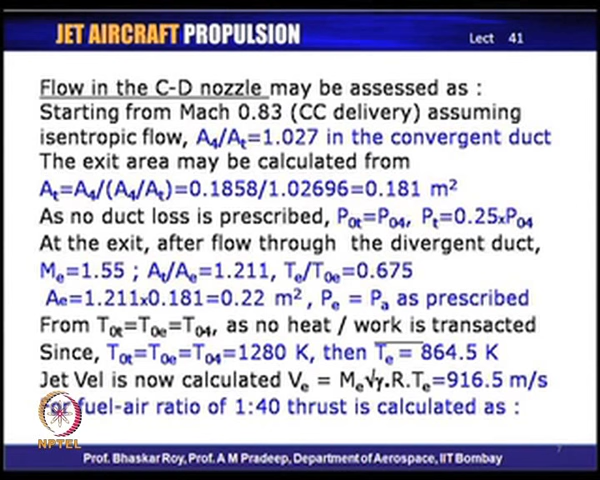 JET AIRCRAFT PROPULSION Lect 41
Flow in the C-D nozzle may be assessed as :
Starting from Mach 0.83 (CC delivery) assuming
isentropic flow, A₄/Aₜ=1.027 in the convergent duct
The exit area may be calculated from
Aₜ=A₄/(A₄/Aₜ)=0.1858/1.02696=0.181 m²
As no duct loss is prescribed, P₀ₜ=P₀₄, Pₜ=0.25xP₀₄
At the exit, after flow through the divergent duct,
Mₑ=1.55 ; Aₜ/Aₑ=1.211, Tₑ/T₀ₑ=0.675
Ae=1.211x0.181=0.22 m², Pₑ = Pₐ as prescribed
From T₀ₜ=T₀ₑ=T₀₄, as no heat / work is transacted
Since, T₀ₜ=T₀ₑ=T₀₄=1280 K, then Tₑ = 864.5 K
Jet Vel is now calculated Vₑ = Mₑ√γ.R.Tₑ=916.5 m/s
For fuel-air ratio of 1:40 thrust is calculated as :
NPTEL
Prof. Bhaskar Roy, Prof. A M Pradeep, Department of Aerospace, IIT Bombay
7